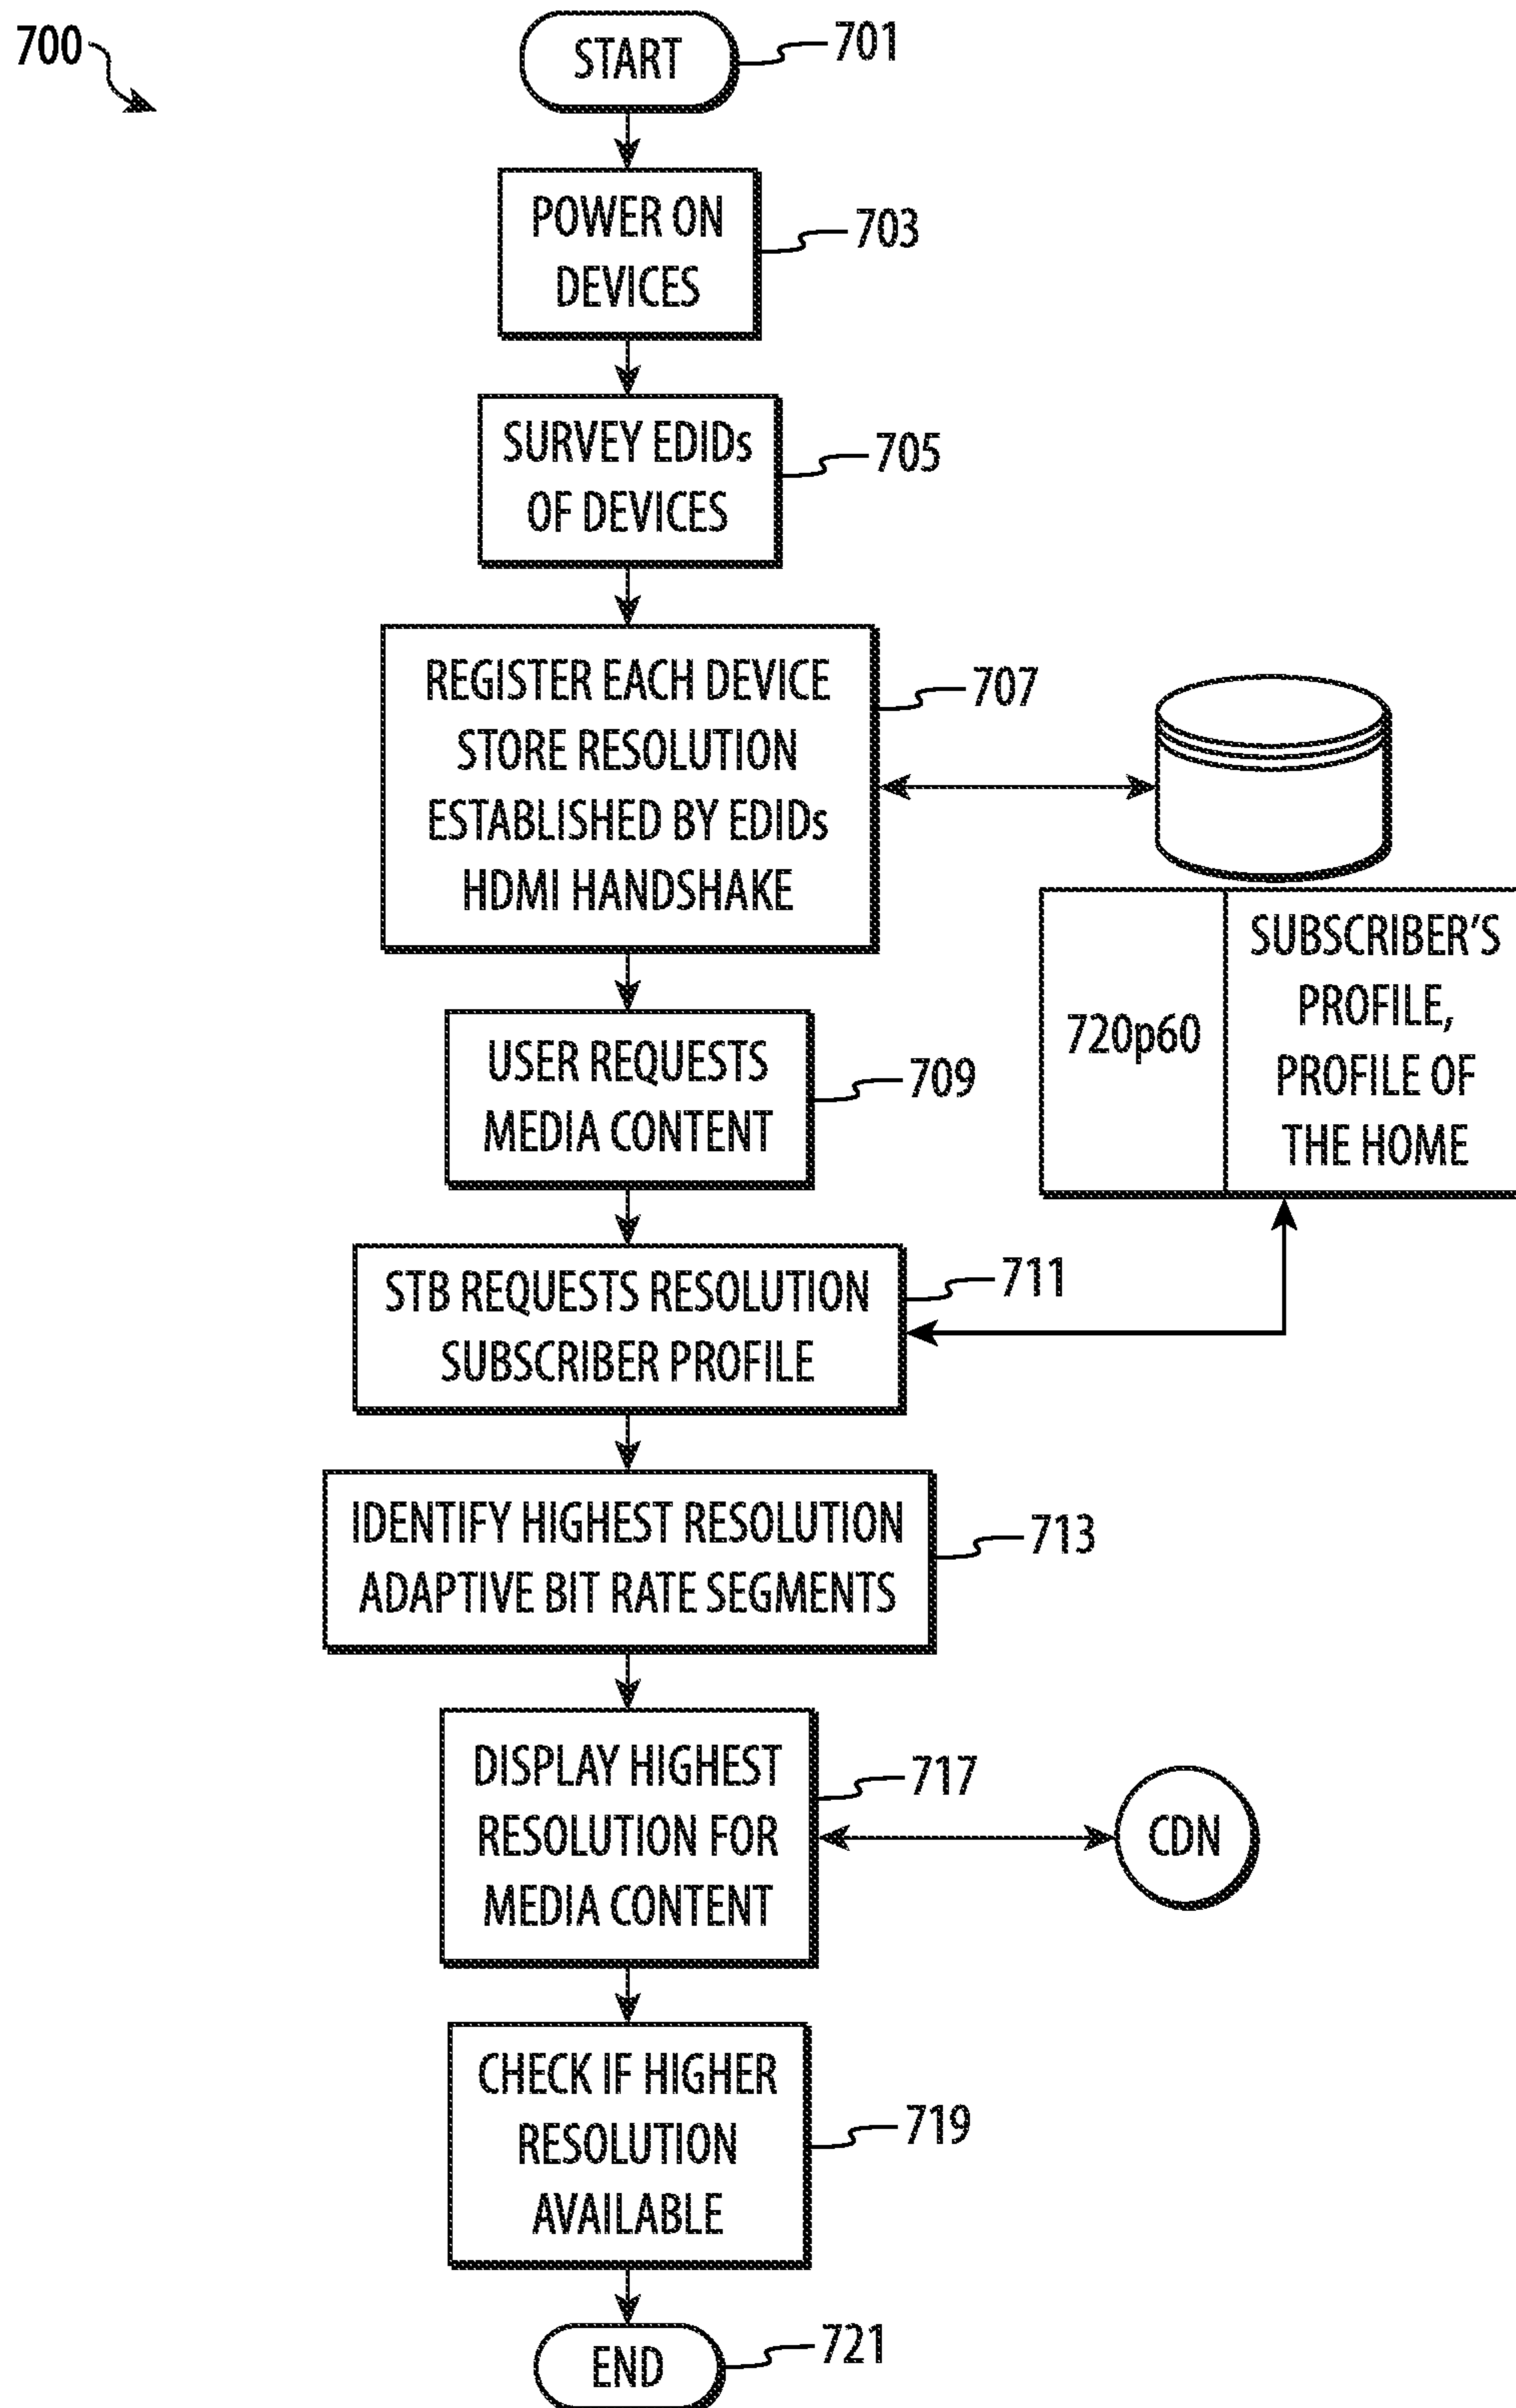 700
START
701
POWER ON
DEVICES
703
SURVEY EDIDs
OF DEVICES
705
REGISTER EACH DEVICE
STORE RESOLUTION
ESTABLISHED BY EDIDs
HDMI HANDSHAKE
707
720p60
SUBSCRIBER'S
PROFILE,
PROFILE OF
THE HOME
USER REQUESTS
MEDIA CONTENT
709
STB REQUESTS RESOLUTION
SUBSCRIBER PROFILE
711
IDENTIFY HIGHEST RESOLUTION
ADAPTIVE BIT RATE SEGMENTS
713
DISPLAY HIGHEST
RESOLUTION FOR
MEDIA CONTENT
717
CDN
CHECK IF HIGHER
RESOLUTION
AVAILABLE
719
END
721